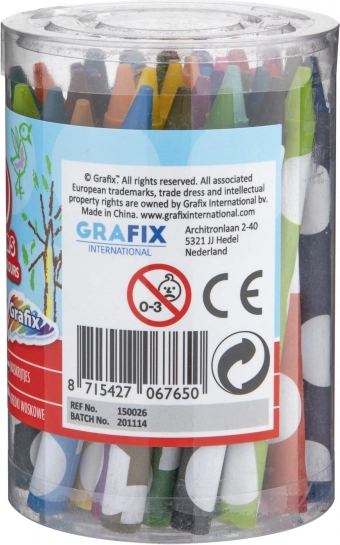 © Grafix™. All rights reserved. All associated
European trademarks, trade dress and intellectual
property rights are owned by Grafix International bv.
Made in China. www.grafixinternational.com
GRAFIX
INTERNATIONAL
Architronlaan 2-40
5321 JJ Hedel
Nederland
0-3
CE
Grafix
8 715427 067650
REF No. 150026
BATCH No. 201114
WOSKOWE